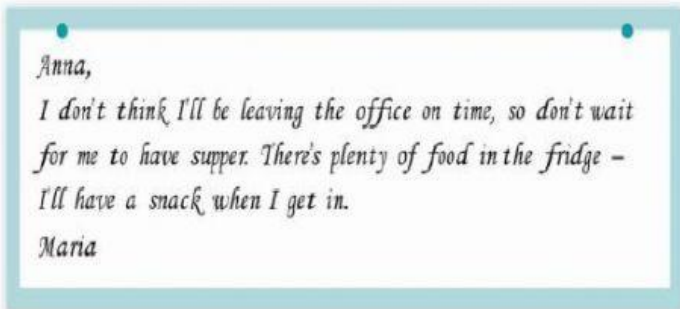 Anna,
I don't think I'll be leaving the office on time, so don't wait
for me to have supper. There's plenty of food in the fridge –
I'll have a snack when I get in.
Maria